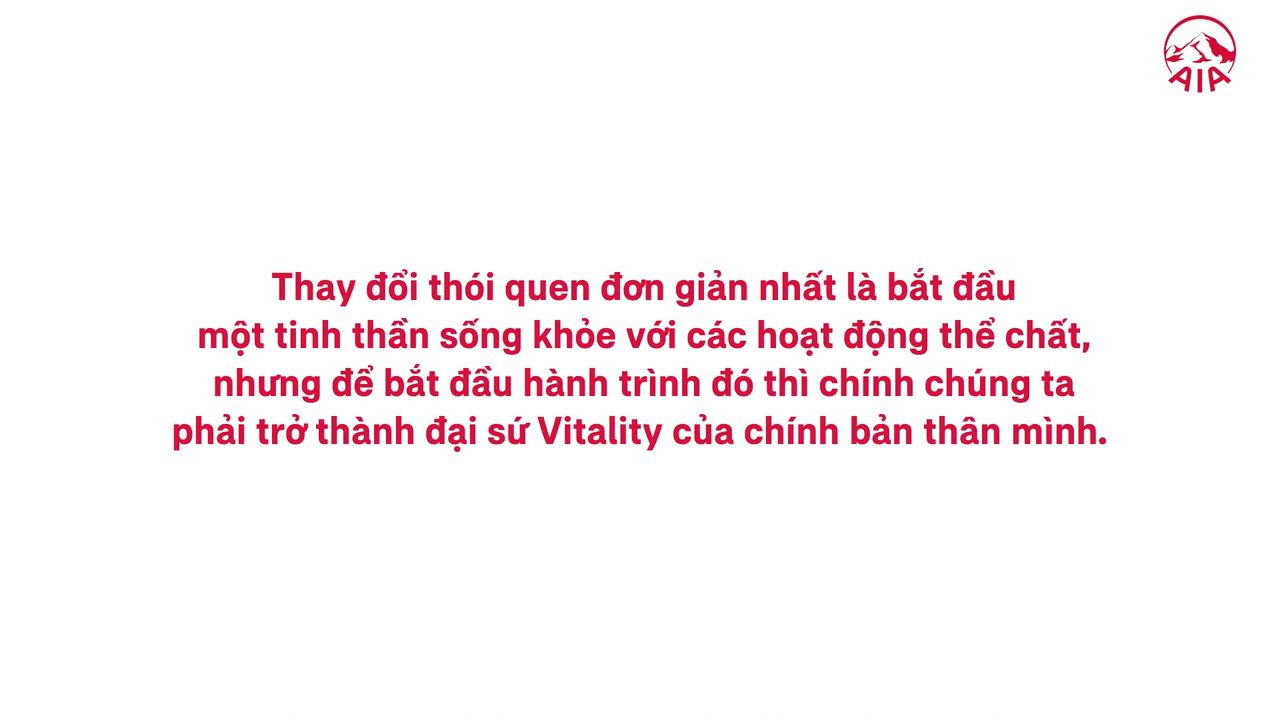 AIA
Thay đổi thói quen đơn giản nhất là bắt đầu
một tinh thần sống khỏe với các hoạt động thể chất,
nhưng để bắt đầu hành trình đó thì chính chúng ta
phải trở thành đại sứ Vitality của chính bản thân mình.